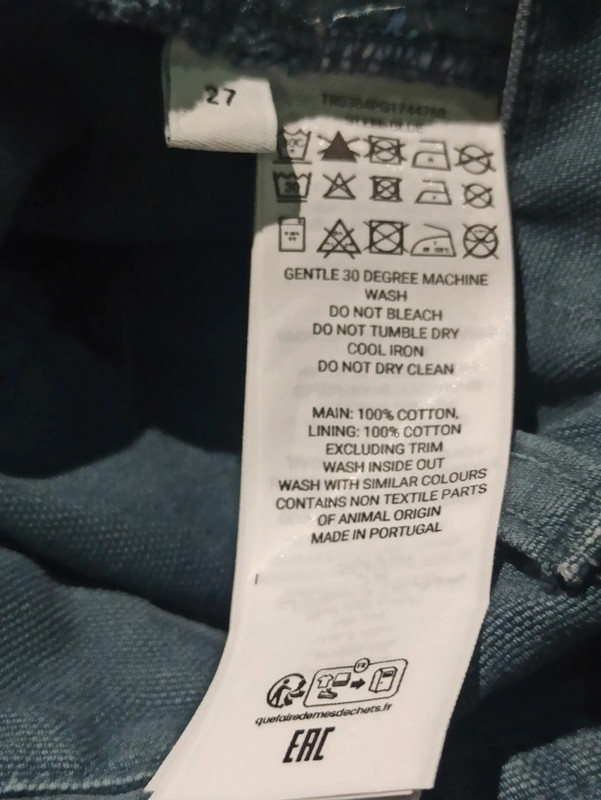 27
GENTLE 30 DEGREE MACHINE
WASH
DO NOT BLEACH
DO NOT TUMBLE DRY
COOL IRON
DO NOT DRY CLEAN
MAIN: 100% COTTON,
LINING: 100% COTTON
EXCLUDING TRIM
WASH INSIDE OUT
WASH WITH SIMILAR COLOURS
CONTAINS NON TEXTILE PARTS
OF ANIMAL ORIGIN
MADE IN PORTUGAL
FR
quefairedemesdechets.fr
EAC